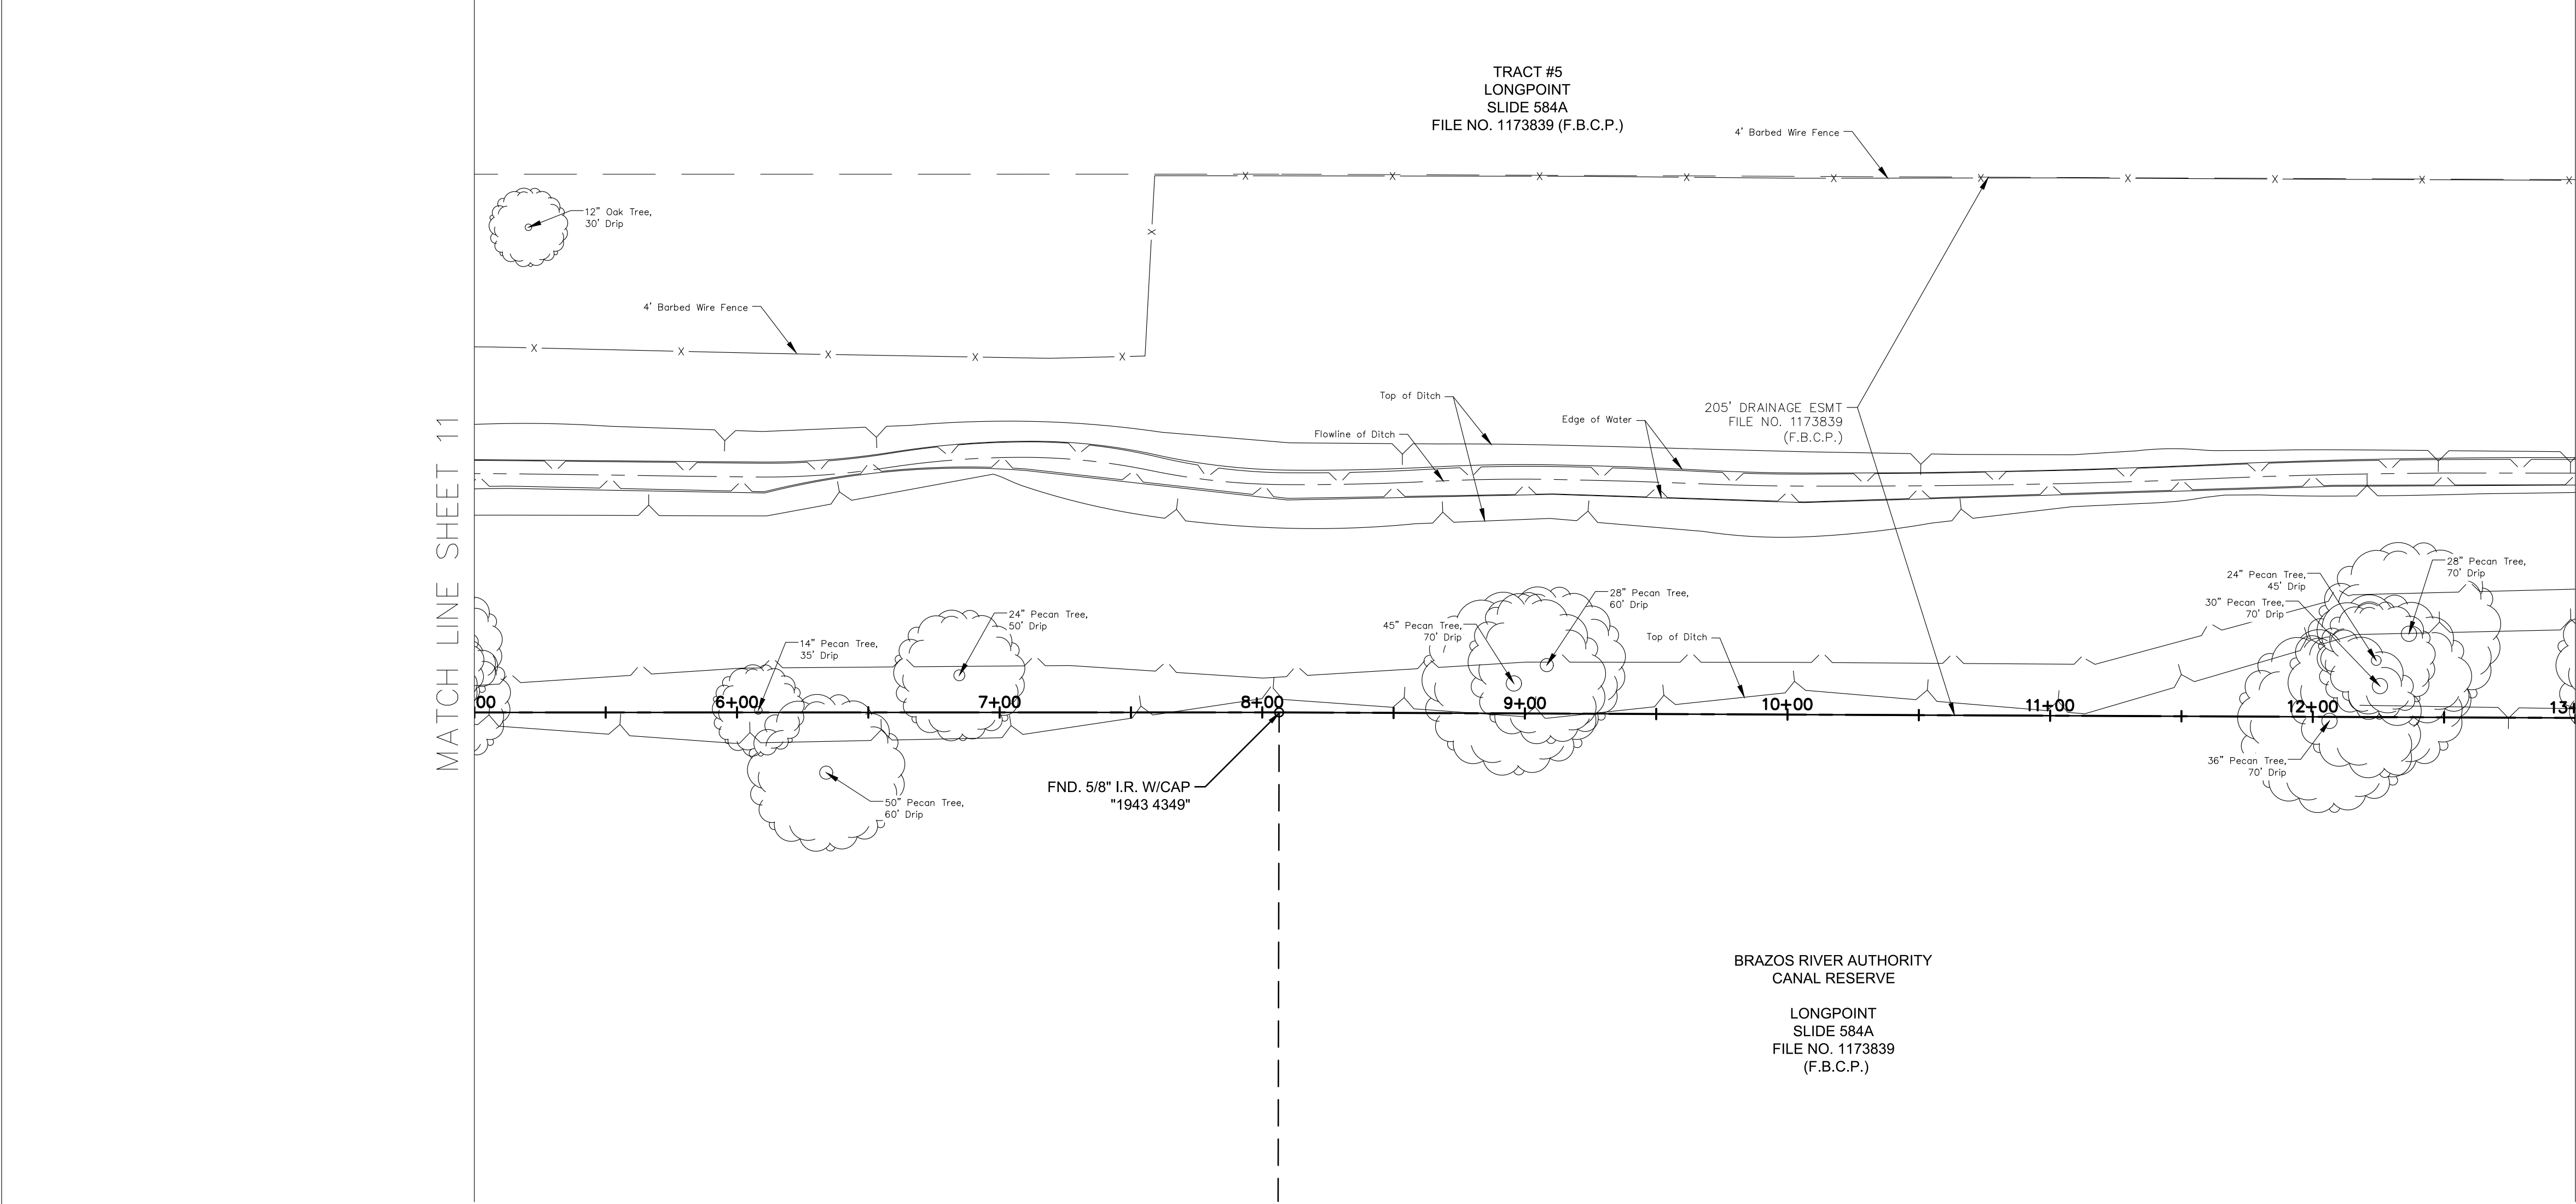 TRACT #5
LONGPOINT
SLIDE 584A
FILE NO. 1173839 (F.B.C.P.)
4' Barbed Wire Fence
12" Oak Tree,
30' Drip
4' Barbed Wire Fence
MATCH LINE SHEET 11
Top of Ditch
Flowline of Ditch
Edge of Water
205' DRAINAGE ESMT
FILE NO. 1173839
(F.B.C.P.)
14" Pecan Tree,
35' Drip
24" Pecan Tree,
50' Drip
45" Pecan Tree,
70' Drip
28" Pecan Tree,
60' Drip
Top of Ditch
24" Pecan Tree,
45' Drip
30" Pecan Tree,
70' Drip
28" Pecan Tree,
70' Drip
00
6+00
7+00
8+00
9+00
10+00
11+00
12+00
13+
50" Pecan Tree,
60' Drip
36" Pecan Tree,
70' Drip
FND. 5/8" I.R. W/CAP
"1943 4349"
BRAZOS RIVER AUTHORITY
CANAL RESERVE
LONGPOINT
SLIDE 584A
FILE NO. 1173839
(F.B.C.P.)